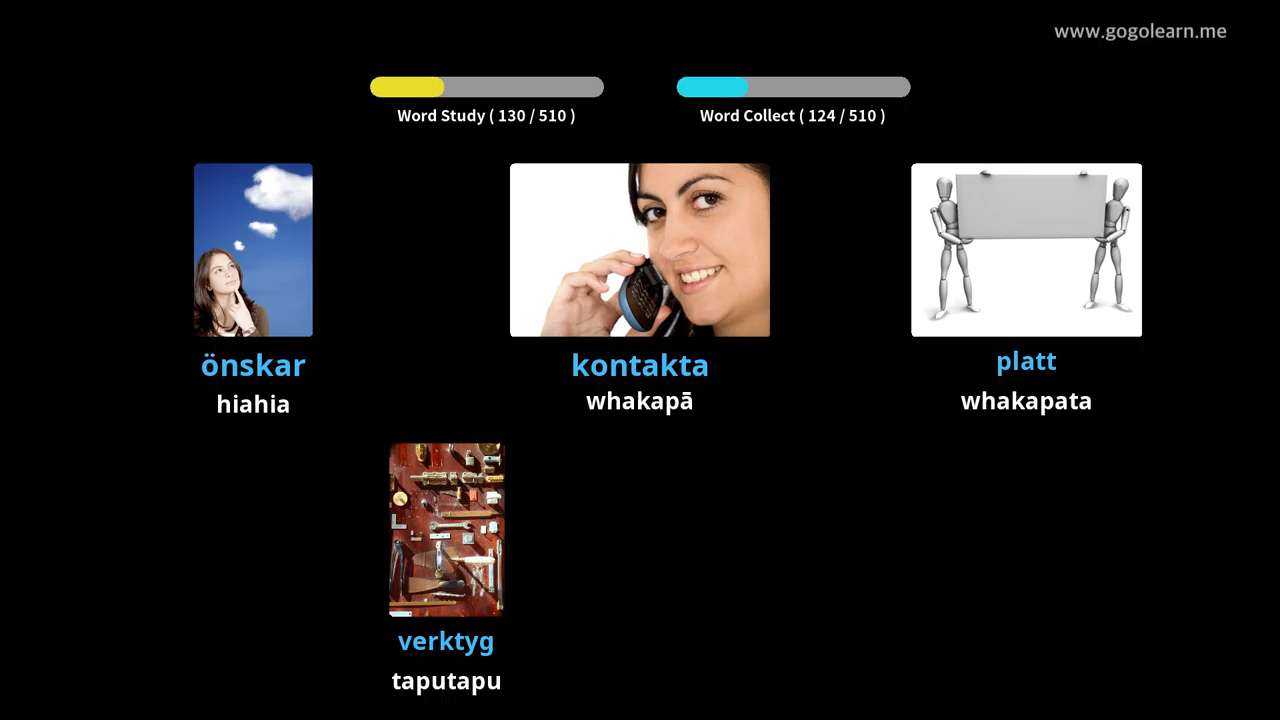 www.gogolearn.me
Word Study ( 130 / 510 )
Word Collect ( 124 / 510 )
önskar
hiahia
kontakta
whakapā
platt
whakapata
verktyg
taputapu